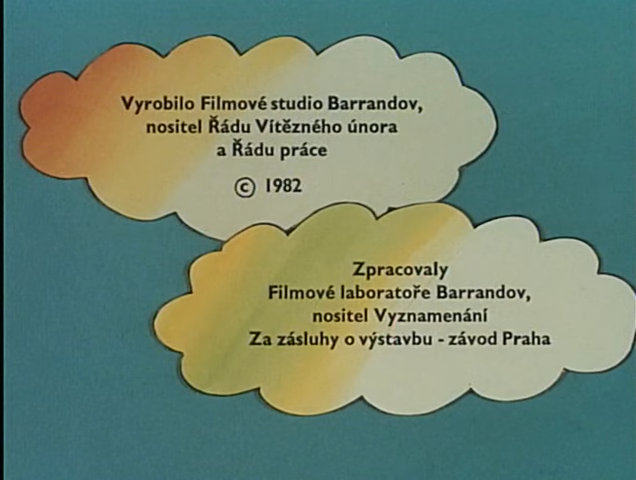 Vyrobilo Filmové studio Barrandov,
nositel Řádu Vítězného února
a Řádu práce
© 1982
Zpracovaly
Filmové laboratoře Barrandov,
nositel Vyznamenání
Za zásluhy o výstavbu - závod Praha